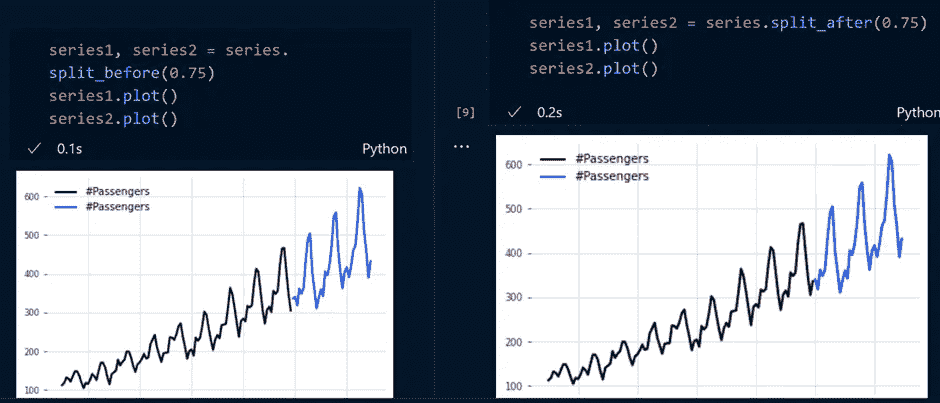 series1, series2 = series.
split_before(0.75)
series1.plot()
series2.plot()
0.1s
Python
#Passengers
#Passengers
600
500
400
300
200
100
series1, series2 = series.split_after(0.75)
series1.plot()
series2.plot()
[9]
0.2s
Python
...
#Passengers
#Passengers
600
500
400
300
200
100